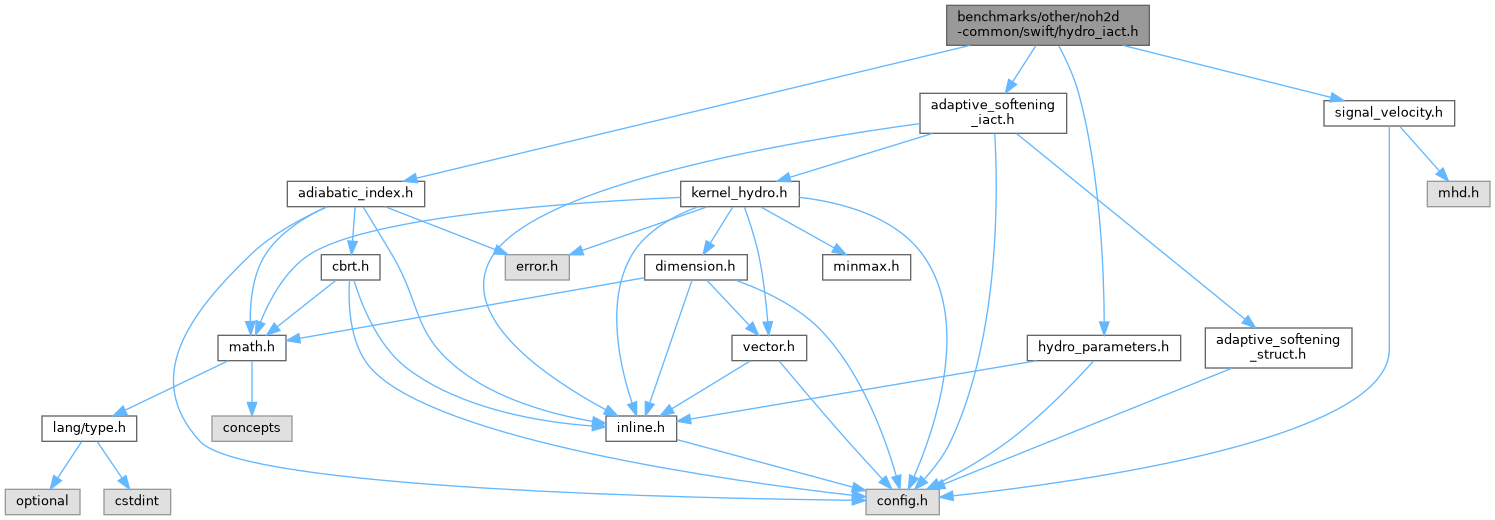 benchmarks/other/noh2d
-common/swift/hydro_iact.h
adaptive_softening
_iact.h
signal_velocity.h
adiabatic_index.h
kernel_hydro.h
mhd.h
cbrt.h
error.h
dimension.h
minmax.h
math.h
vector.h
hydro_parameters.h
adaptive_softening
_struct.h
lang/type.h
concepts
inline.h
optional
cstdint
config.h